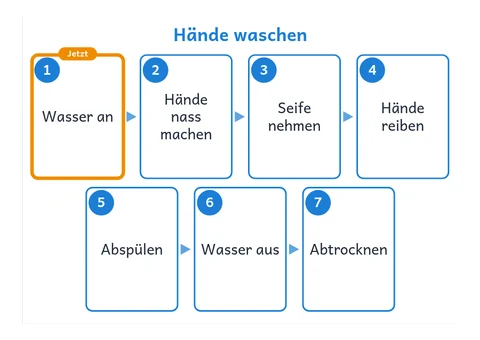 Hände waschen
Jetzt
1
Wasser an
2
Hände
nass
machen
3
Seife
nehmen
4
Hände
reiben
5
Abspülen
6
Wasser aus
7
Abtrocknen